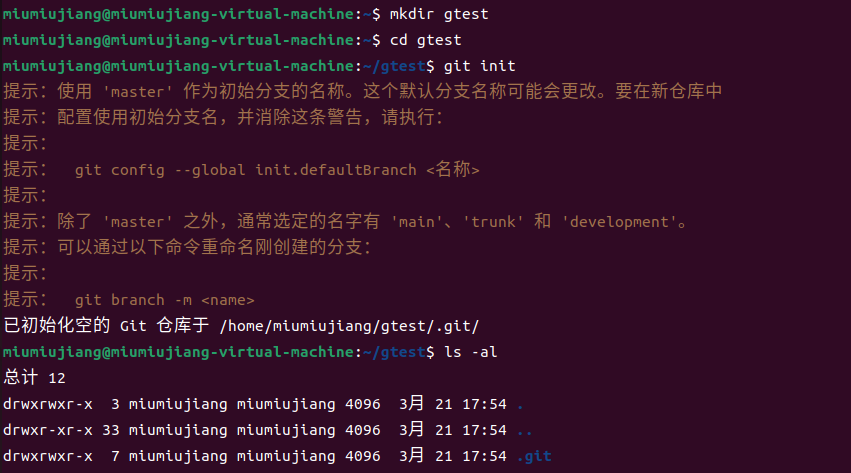 miumiujiang@miumiujiang-virtual-machine:~$ mkdir gtest
miumiujiang@miumiujiang-virtual-machine:~$ cd gtest
miumiujiang@miumiujiang-virtual-machine:~/gtest$ git init
提示：使用 'master' 作为初始分支的名称。这个默认分支名称可能会更改。要在新仓库中
提示：配置使用初始分支名，并消除这条警告，请执行：
提示：
提示：  git config --global init.defaultBranch <名称>
提示：
提示：除了 'master' 之外，通常选定的名字有 'main'、'trunk' 和 'development'。
提示：可以通过以下命令重命名刚创建的分支：
提示：
提示：  git branch -m <name>
已初始化空的 Git 仓库于 /home/miumiujiang/gtest/.git/
miumiujiang@miumiujiang-virtual-machine:~/gtest$ ls -al
总计 12
drwxrwxr-x  3 miumiujiang miumiujiang 4096  3月 21 17:54 .
drwxr-xr-x 33 miumiujiang miumiujiang 4096  3月 21 17:54 ..
drwxrwxr-x  7 miumiujiang miumiujiang 4096  3月 21 17:54 .git